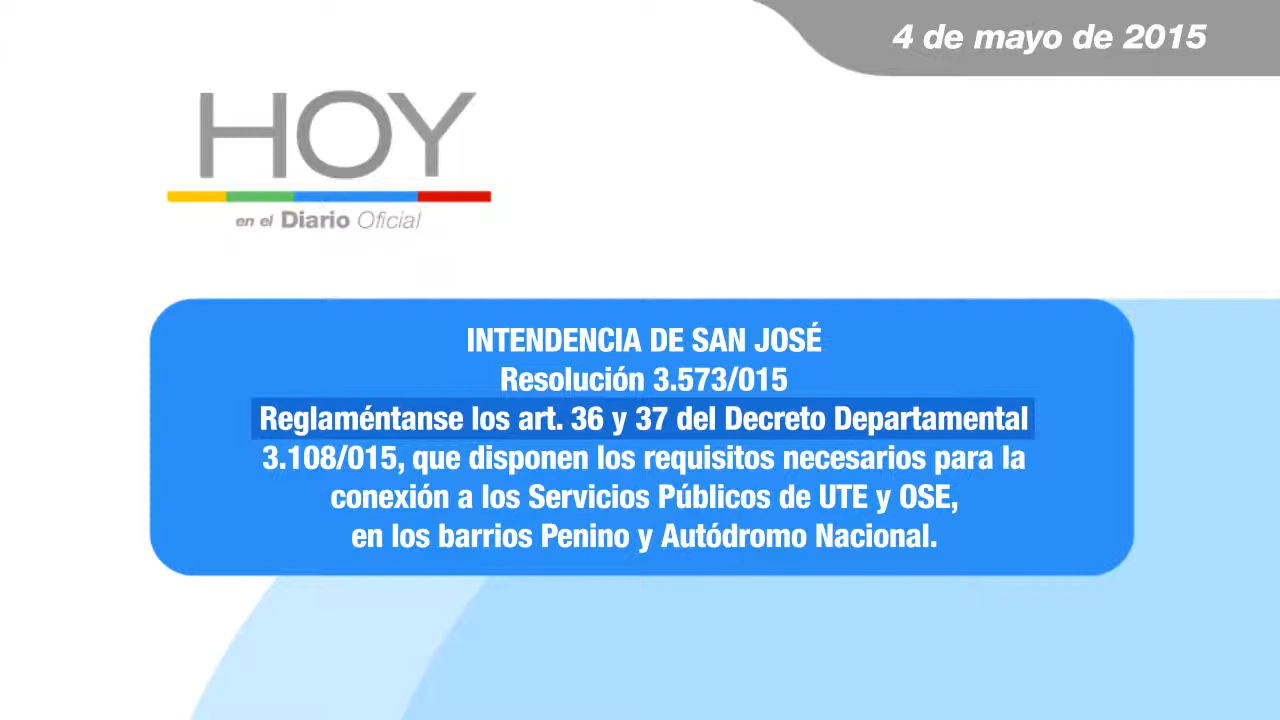 4 de mayo de 2015
HOY
en el Diario Oficial
INTENDENCIA DE SAN JOSÉ
Resolución 3.573/015
Reglaméntanse los art. 36 y 37 del Decreto Departamental
3.108/015, que disponen los requisitos necesarios para la
conexión a los Servicios Públicos de UTE y OSE,
en los barrios Penino y Autódromo Nacional.